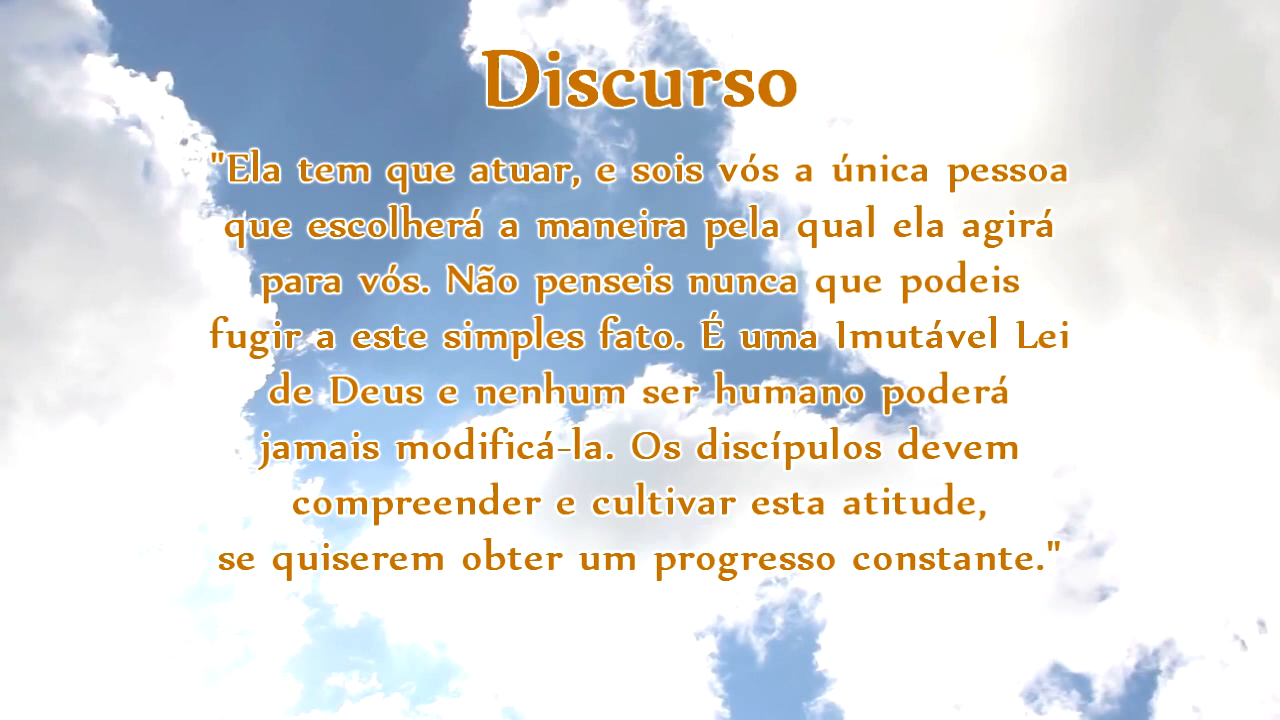 Discurso
"Ela tem que atuar, e sois vós a única pessoa
que escolherá a maneira pela qual ela agirá
para vós. Não penseis nunca que podeis
fugir a este simples fato. É uma Imutável Lei
de Deus e nenhum ser humano poderá
jamais modificá-la. Os discípulos devem
compreender e cultivar esta atitude,
se quiserem obter um progresso constante."